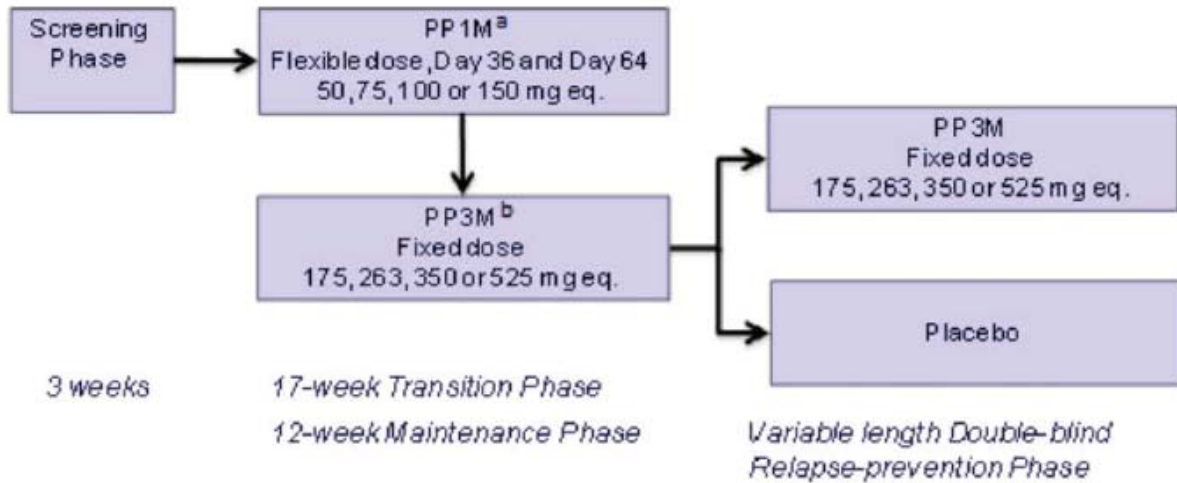 Screening
Phase
PP1M a
Flexible dose, Day 36 and Day 64
50, 75, 100 or 150 mg eq.
PP3M b
Fixed dose
175, 263, 350 or 525 mg eq.
PP3M
Fixed dose
175, 263, 350 or 525 mg eq.
Placebo
3 weeks
17-week Transition Phase
12-week Maintenance Phase
Variable length Double-blind
Relapse-prevention Phase